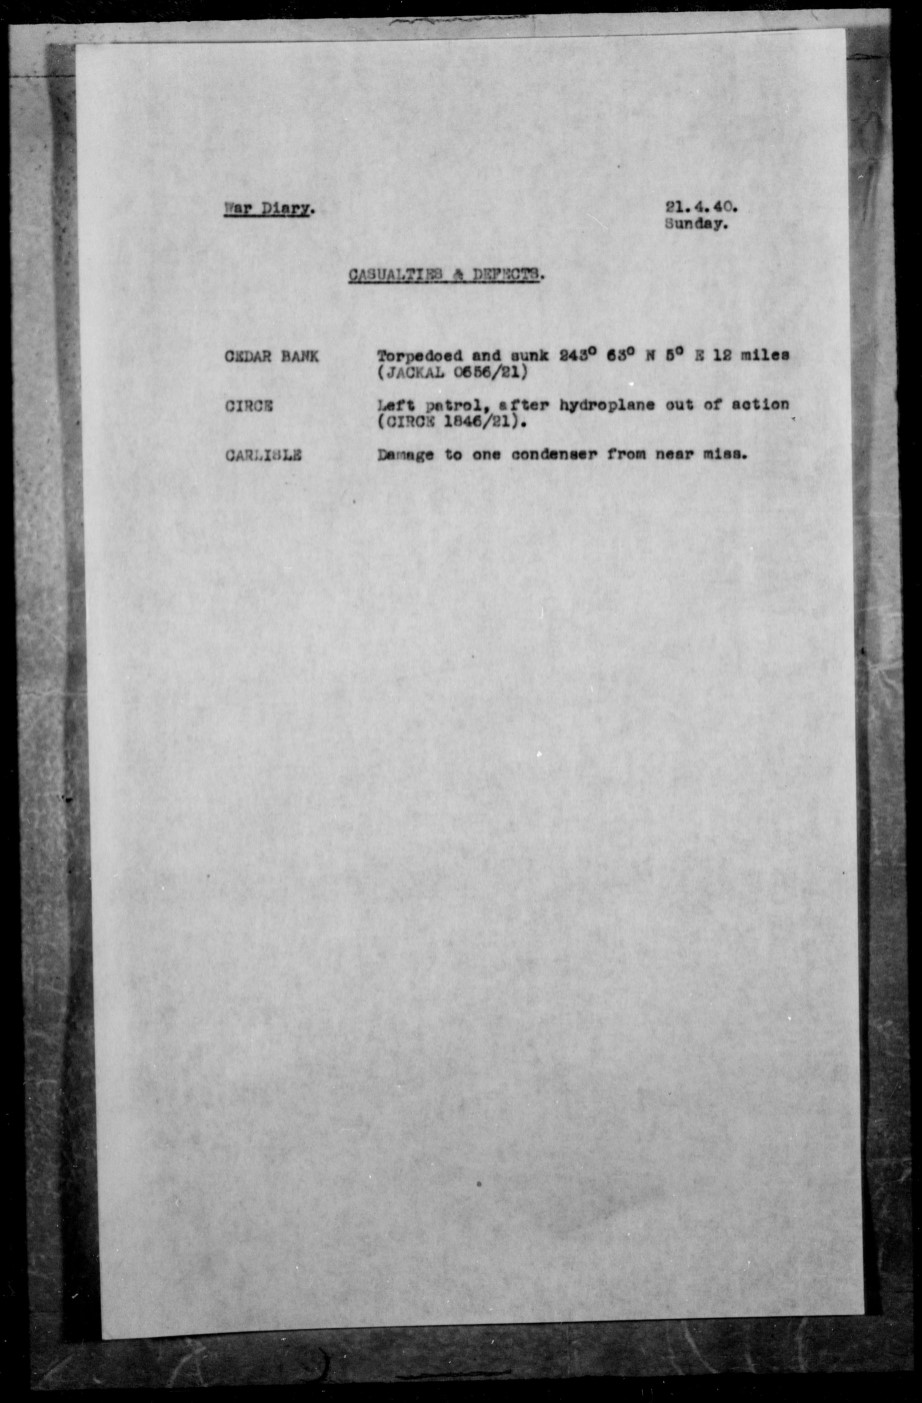 War Diary.
21.4.40.
Sunday.
CASUALTIES & DEFECTS.
CEDAR BANK Torpedoed and sunk 243° 63° N 5° E 12 miles
(JACKAL 0656/21)
CIRCE Left patrol, after hydroplane out of action
(CIRCE 1846/21).
CARLISLE Damage to one condenser from near miss.